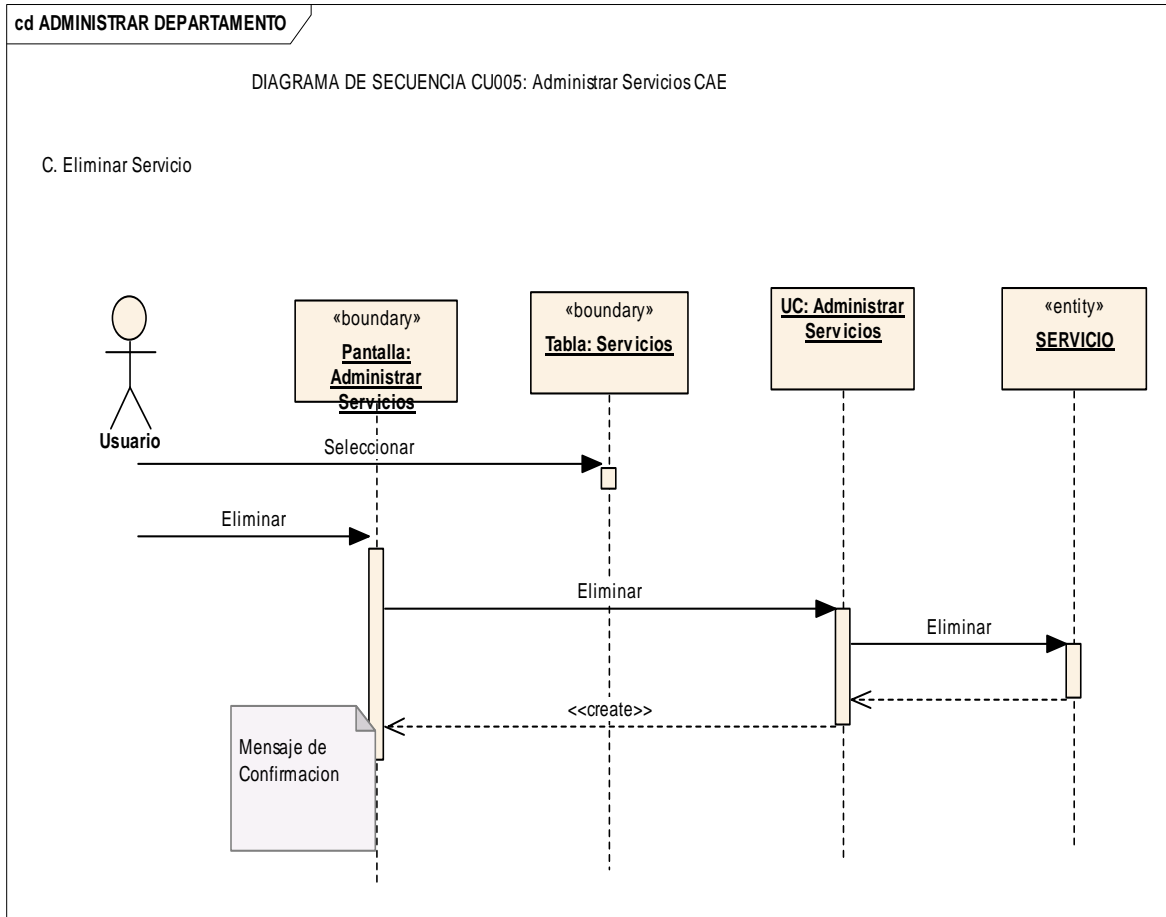 cd ADMINISTRAR DEPARTAMENTO
DIAGRAMA DE SECUENCIA CU005: Administrar Servicios CAE
C. Eliminar Servicio
Usuario
«boundary»
Pantalla:
Administrar
Servicios
«boundary»
Tabla: Servicios
UC: Administrar
Servicios
«entity»
SERVICIO
Seleccionar
Eliminar
Eliminar
Eliminar
<<create>>
Mensaje de
Confirmacion